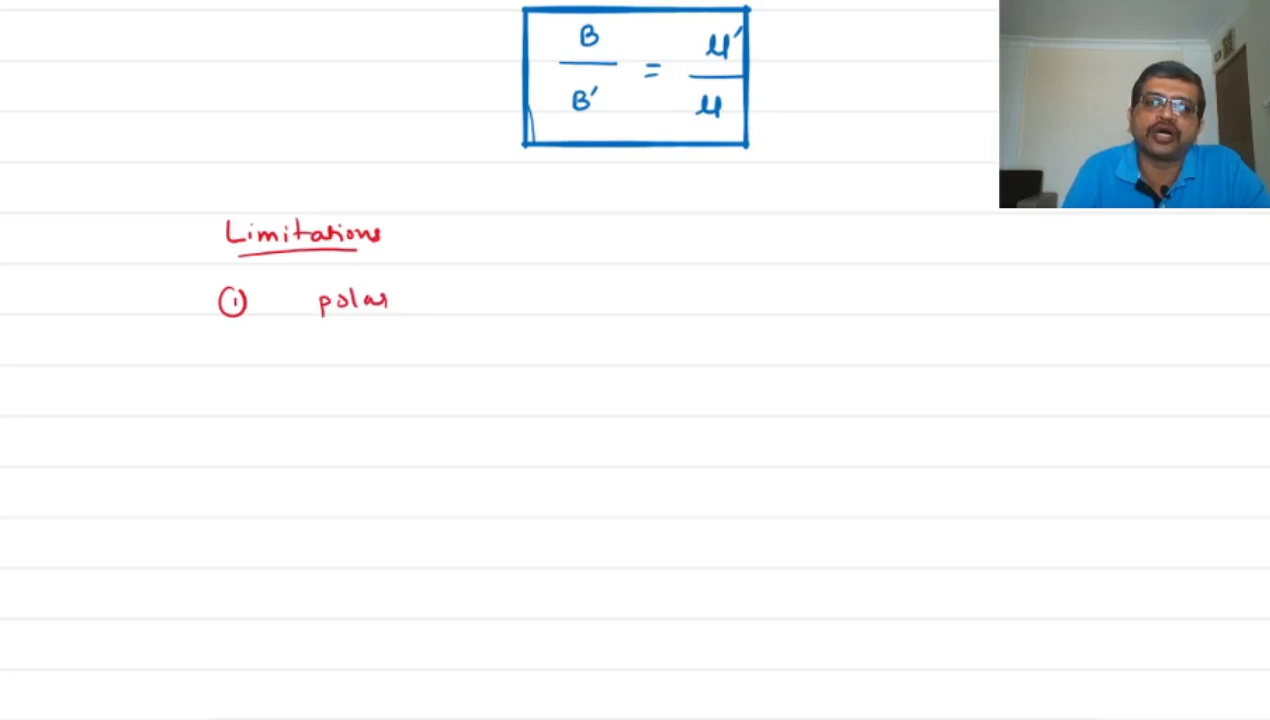 B / B′ = μ′ / μ
Limitations
① polar